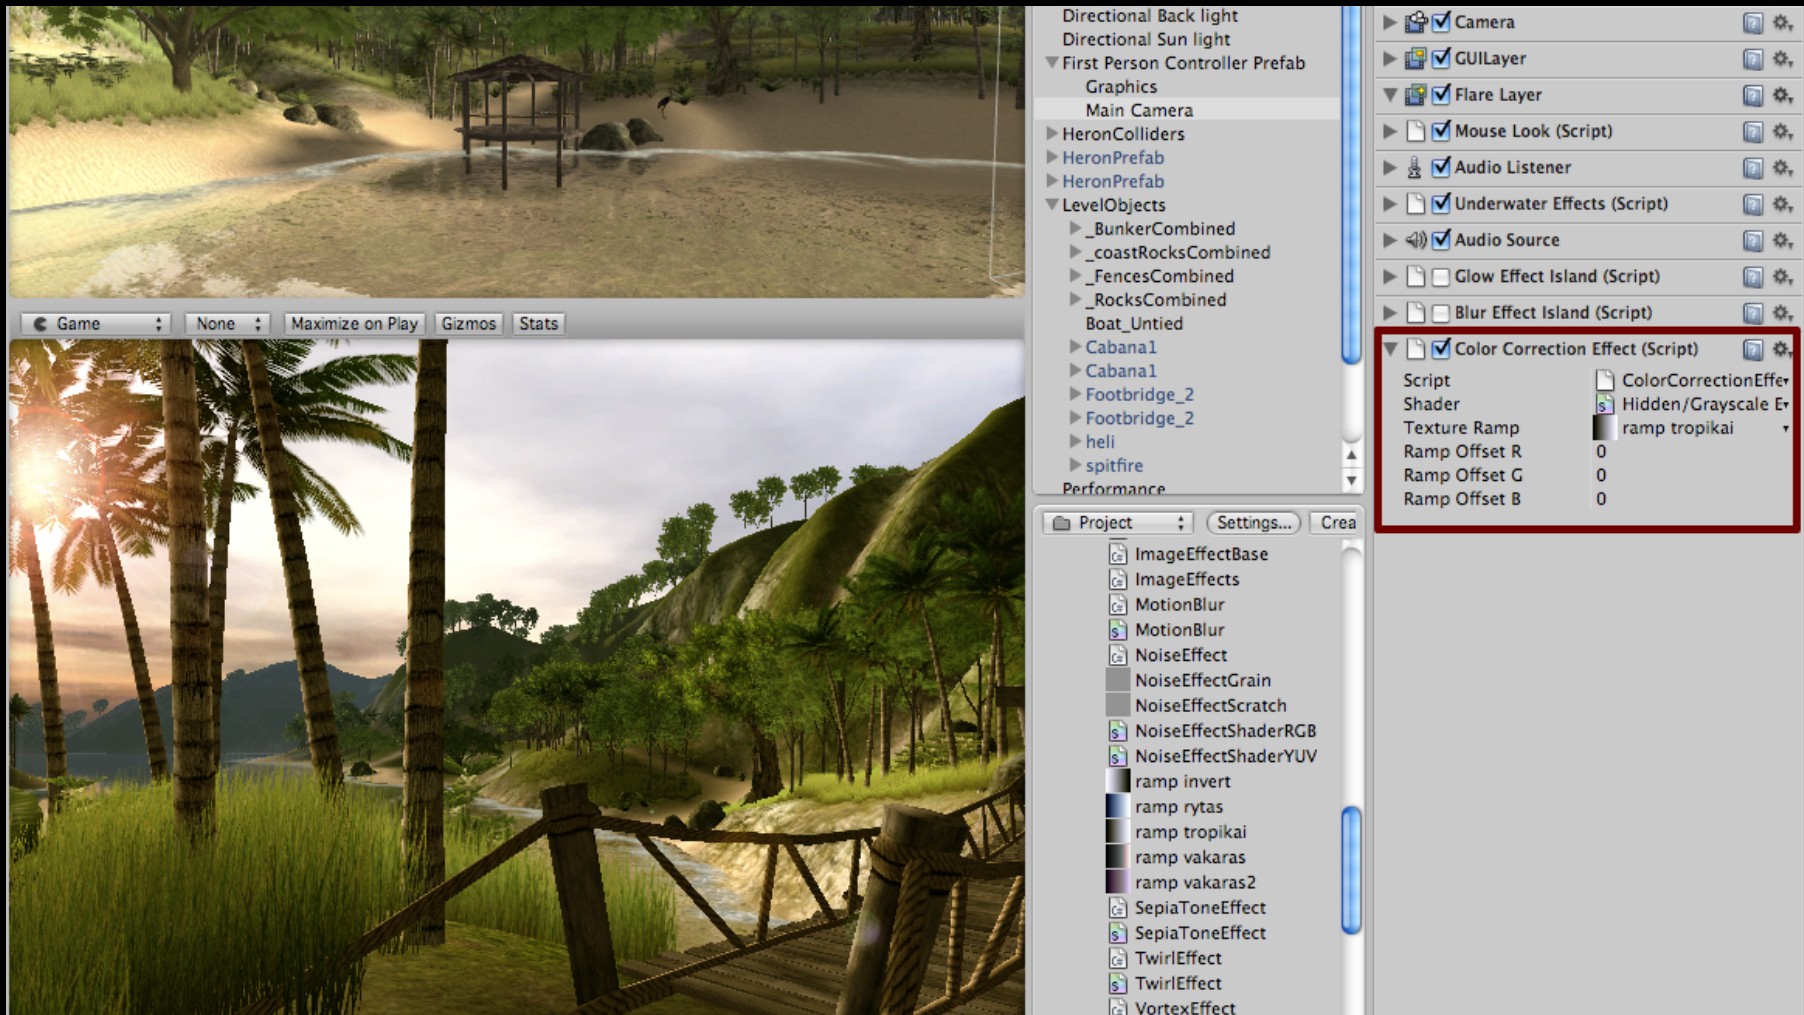 Directional Back light
Directional Sun light
First Person Controller Prefab
Graphics
Main Camera
HeronColliders
HeronPrefab
HeronPrefab
LevelObjects
_BunkerCombined
_coastRocksCombined
_FencesCombined
_RocksCombined
Boat_Untied
Cabana1
Cabana1
Footbridge_2
Footbridge_2
heli
spitfire
Performance
Camera
GUILayer
Flare Layer
Mouse Look (Script)
Audio Listener
Underwater Effects (Script)
Audio Source
Glow Effect Island (Script)
Blur Effect Island (Script)
Color Correction Effect (Script)
Script ColorCorrectionEffe
Shader Hidden/Grayscale E
Texture Ramp ramp tropikai
Ramp Offset R 0
Ramp Offset G 0
Ramp Offset B 0
Game None Maximize on Play Gizmos Stats
Project Settings... Crea
ImageEffectBase
ImageEffects
MotionBlur
MotionBlur
NoiseEffect
NoiseEffectGrain
NoiseEffectScratch
NoiseEffectShaderRGB
NoiseEffectShaderYUV
ramp invert
ramp rytas
ramp tropikai
ramp vakaras
ramp vakaras2
SepiaToneEffect
SepiaToneEffect
TwirlEffect
TwirlEffect
VortexEffect